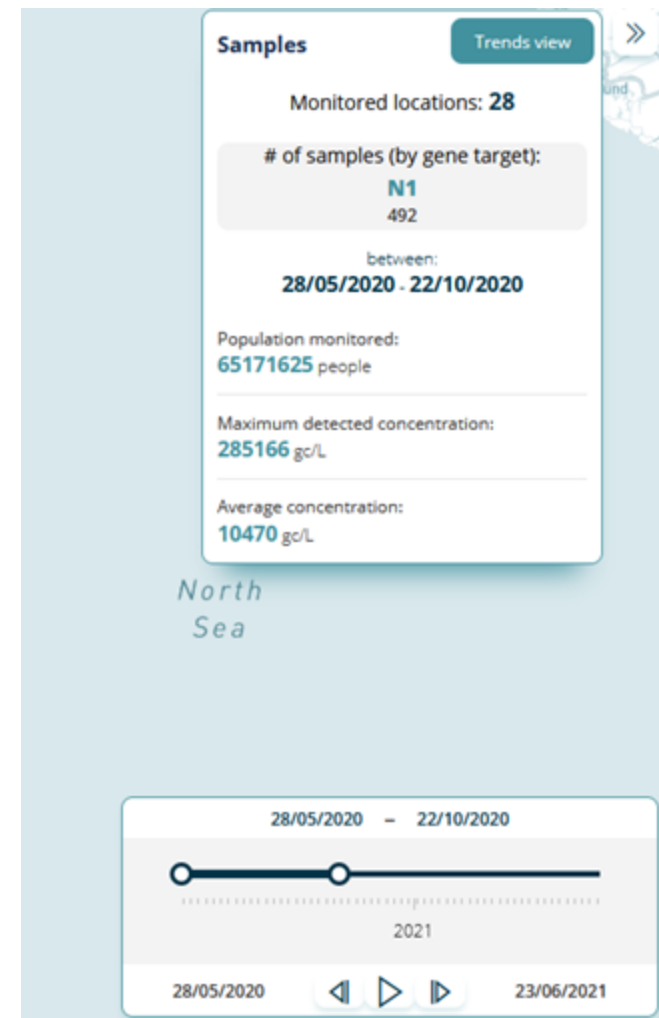 Samples
Trends view
und
Monitored locations: 28
# of samples (by gene target):
N1
492
between:
28/05/2020 - 22/10/2020
Population monitored:
65171625 people
Maximum detected concentration:
285166 gc/L
Average concentration:
10470 gc/L
North
Sea
28/05/2020 – 22/10/2020
2021
28/05/2020
23/06/2021